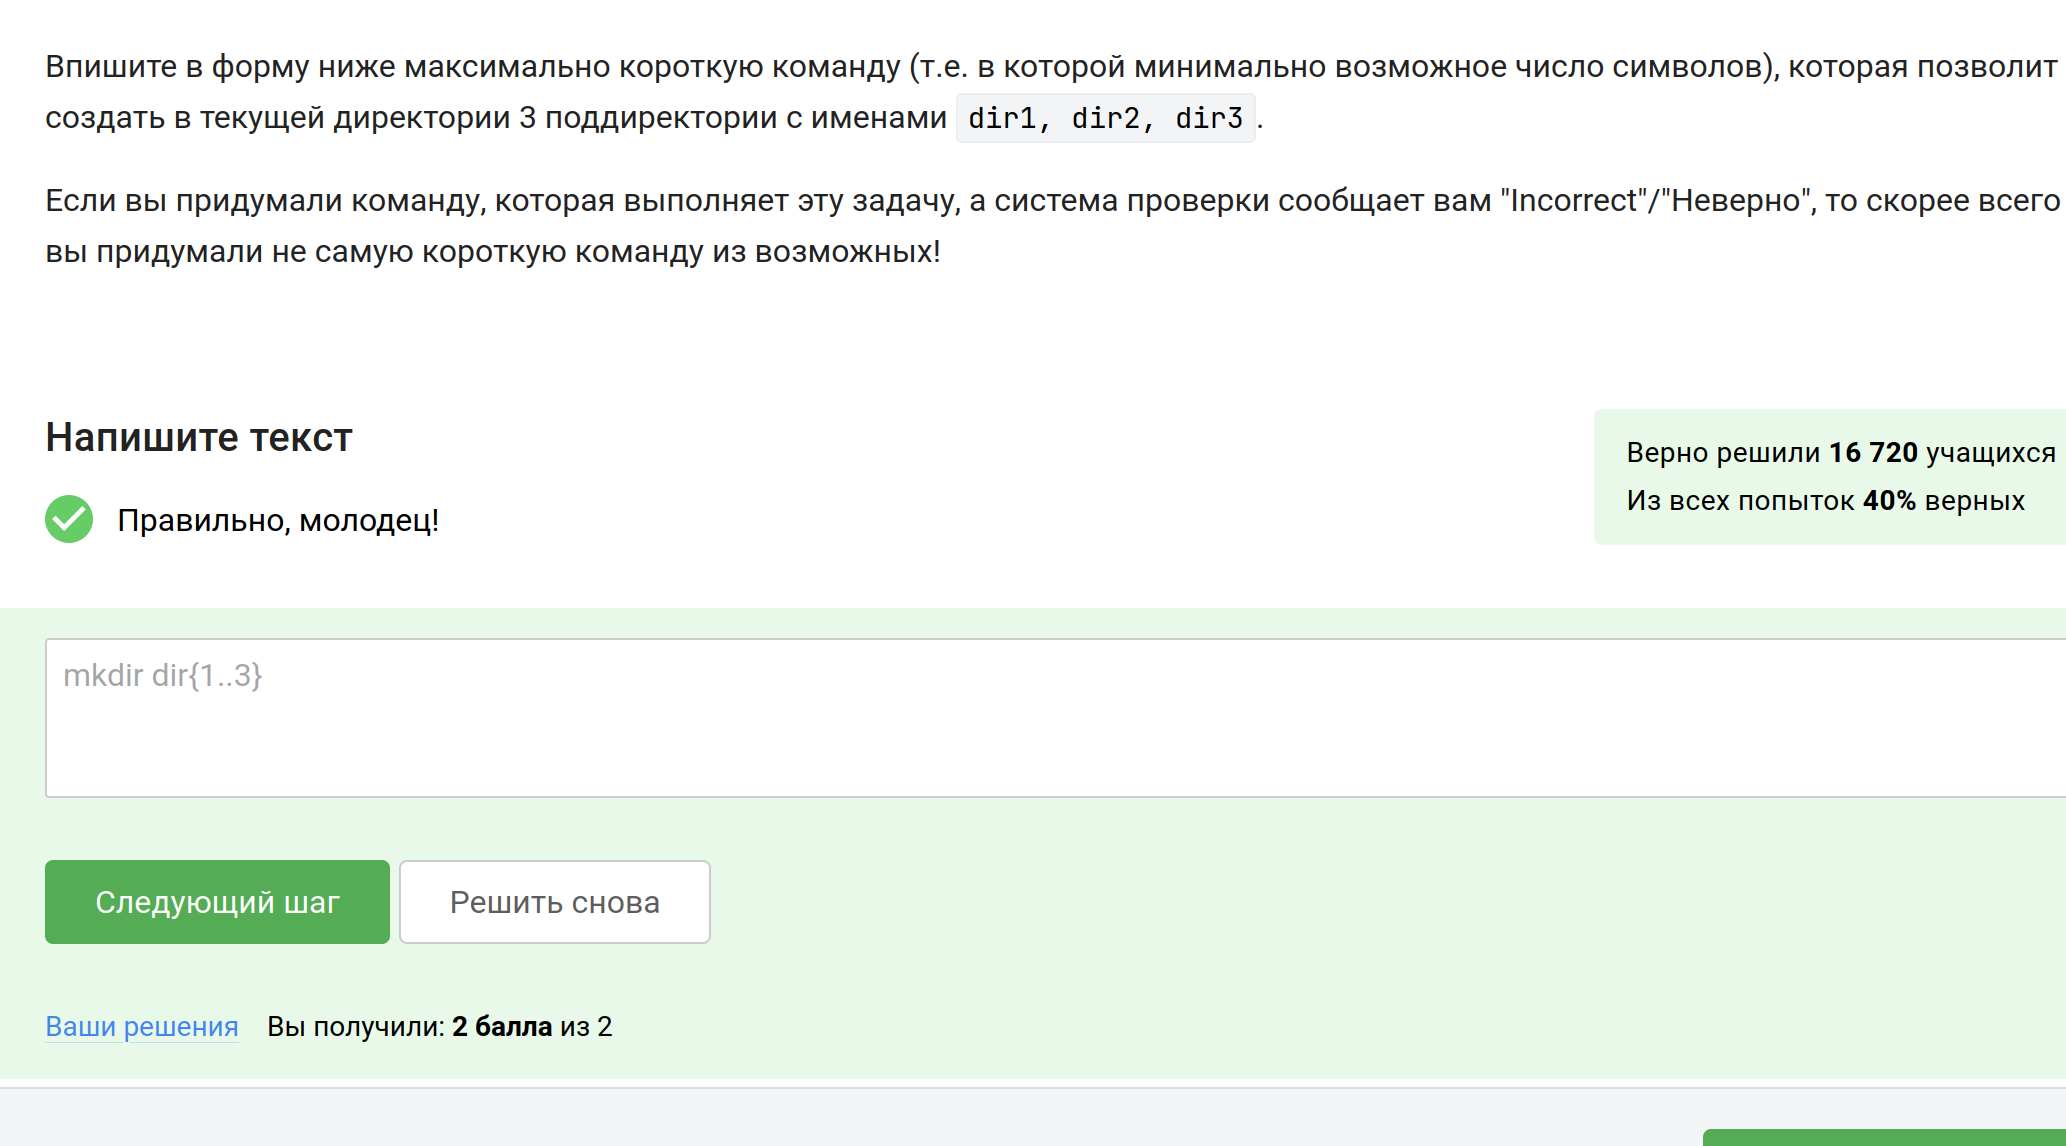 Впишите в форму ниже максимально короткую команду (т.е. в которой минимально возможное число символов), которая позволит
создать в текущей директории 3 поддиректории с именами dir1, dir2, dir3.
Если вы придумали команду, которая выполняет эту задачу, а система проверки сообщает вам "Incorrect"/"Неверно", то скорее всего
вы придумали не самую короткую команду из возможных!
Напишите текст
Верно решили 16 720 учащихся
Из всех попыток 40% верных
Правильно, молодец!
mkdir dir{1..3}
Следующий шаг
Решить снова
Ваши решения Вы получили: 2 балла из 2